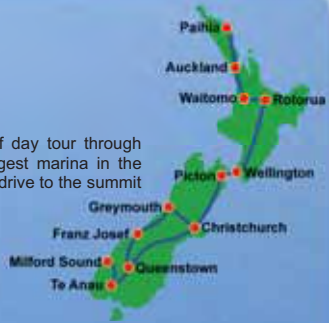 Paihia
Auckland
Waitomo
Rotorua
f day tour through
gest marina in the
drive to the summit
Picton
Wellington
Greymouth
Christchurch
Franz Josef
Milford Sound
Queenstown
Te Anau